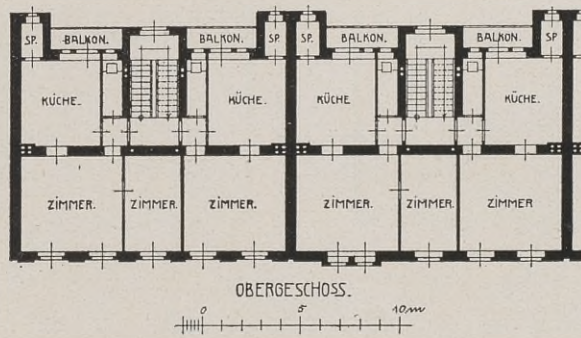 SP. BALKON. BALKON. SP. SP. BALKON. BALKON. SP
KÜCHE. KÜCHE. KÜCHE KÜCHE.
ZIMMER. ZIMMER. ZIMMER. ZIMMER. ZIMMER. ZIMMER
OBERGESCHOSS.
0 5 10m